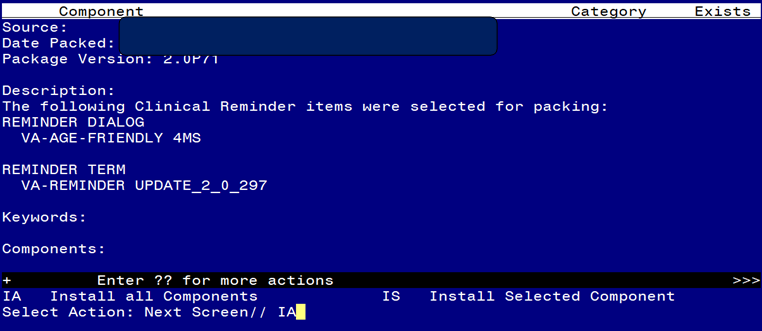 Component Category Exists
Source:
Date Packed:
Package Version: 2.0P71
Description:
The following Clinical Reminder items were selected for packing:
REMINDER DIALOG
VA-AGE-FRIENDLY 4MS
REMINDER TERM
VA-REMINDER UPDATE_2_0_297
Keywords:
Components:
+ Enter ?? for more actions >>>
IA Install all Components IS Install Selected Component
Select Action: Next Screen// IA